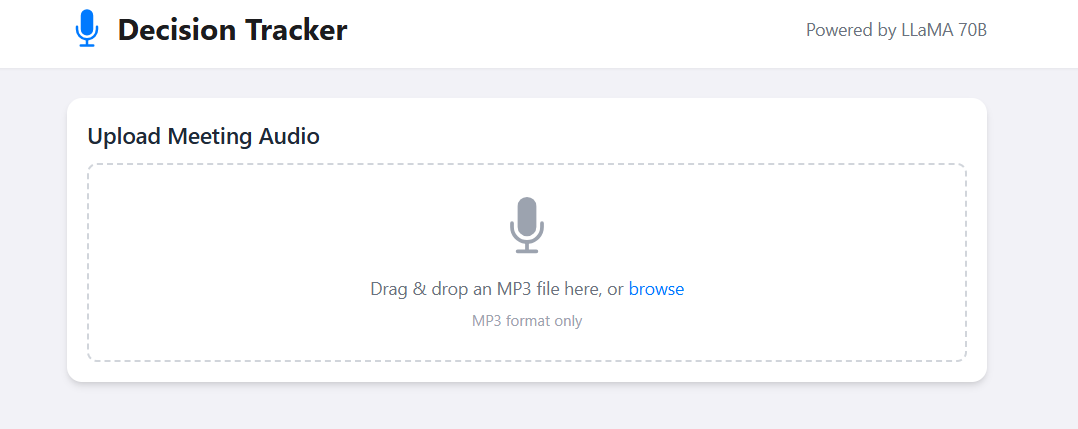 Decision Tracker
Powered by LLaMA 70B
Upload Meeting Audio
Drag & drop an MP3 file here, or browse
MP3 format only